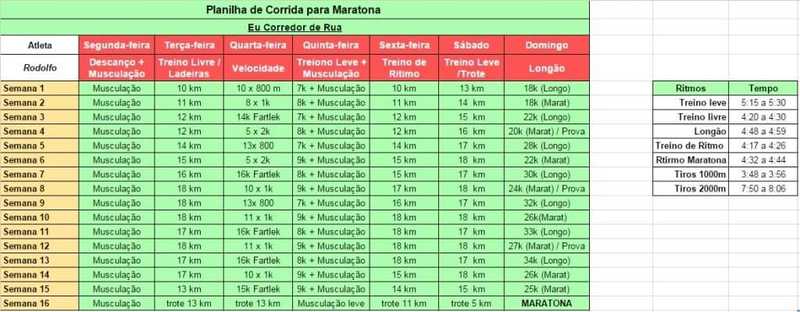 Planilha de Corrida para Maratona
Eu Corredor de Rua
Atleta Segunda-feira Terça-feira Quarta-feira Quinta-feira Sexta-feira Sábado Domingo
Rodolfo Descanço + Musculação Treino Livre / Ladeiras Velocidade Treiono Leve + Musculação Treino de Ritimo Treino Leve /Trote Longão
Semana 1 Musculação 10 km 10 x 800 m 7k + Musculação 10 km 13 km 18k (Longo)
Semana 2 Musculação 11 km 8 x 1k 8k + Musculação 11 km 14 km 18k (Marat)
Semana 3 Musculação 12 km 14k Fartlek 8k + Musculação 12 km 15 km 22k (Longo)
Semana 4 Musculação 12 km 5 x 2k 8k + Musculação 12 km 16 km 20k (Marat) / Prova
Semana 5 Musculação 14 km 13x 800 7k + Musculação 14 km 17 km 28k (Longo)
Semana 6 Musculação 15 km 5 x 2k 9k + Musculação 15 km 18 km 22k (Marat)
Semana 7 Musculação 16 km 16k Fartlek 8k + Musculação 16 km 17 km 30k (Longo)
Semana 8 Musculação 18 km 10 x 1k 9k + Musculação 17 km 18 km 24k (Marat) / Prova
Semana 9 Musculação 18 km 13x 800 7k + Musculação 16 km 17 km 32k (Longo)
Semana 10 Musculação 18 km 11 x 1k 9k + Musculação 18 km 18 km 26k(Marat)
Semana 11 Musculação 17 km 16k Fartlek 8k + Musculação 18 km 18 km 33k (Longo)
Semana 12 Musculação 18 km 11 x 1k 9k + Musculação 18 km 18 km 27k (Marat) / Prova
Semana 13 Musculação 17 km 16k Fartlek 8k + Musculação 17 km 18 km 34k (Longo)
Semana 14 Musculação 17 km 10 x 1k 9k + Musculação 15 km 18 km 26k (Marat)
Semana 15 Musculação 13 km 15k Fartlek 9k + Musculação 14 km 15 km 25k (Marat)
Semana 16 Musculação trote 13 km trote 13 km Musculação leve trote 11 km trote 5 km MARATONA
Ritmos Tempo
Treino leve 5:15 a 5:30
Treino livre 4:20 a 4:30
Longão 4:48 a 4:59
Treino de Ritmo 4:17 a 4:26
Rtirmo Maratona 4:32 a 4:44
Tiros 1000m 3:48 a 3:56
Tiros 2000m 7:50 a 8:06